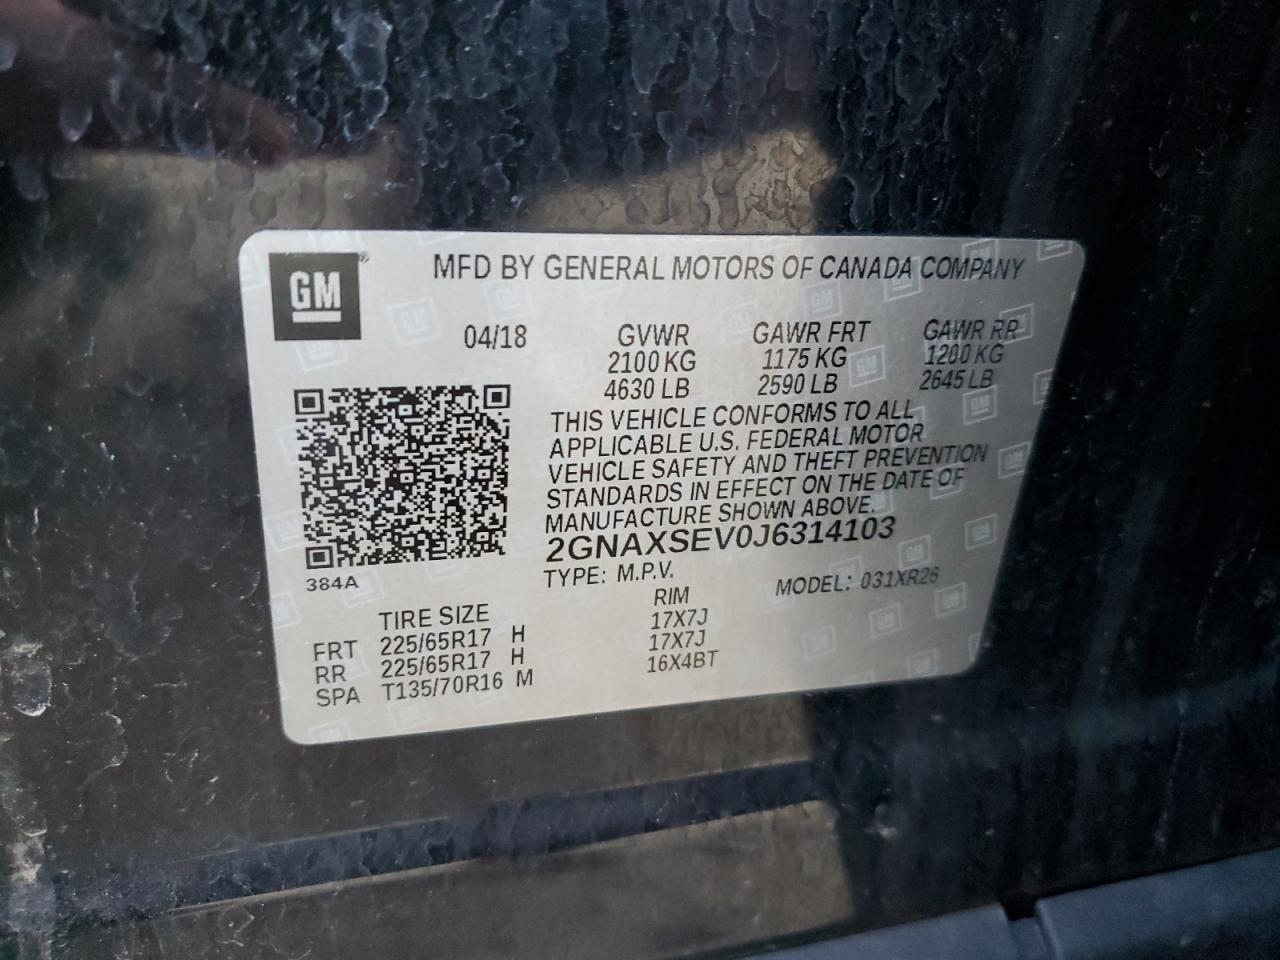 GM
MFD BY GENERAL MOTORS OF CANADA COMPANY
04/18 GVWR GAWR FRT GAWR RR
2100 KG 1175 KG 1200 KG
4630 LB 2590 LB 2645 LB
THIS VEHICLE CONFORMS TO ALL
APPLICABLE U.S. FEDERAL MOTOR
VEHICLE SAFETY AND THEFT PREVENTION
STANDARDS IN EFFECT ON THE DATE OF
MANUFACTURE SHOWN ABOVE.
2GNAXSEV0J6314103
384A TYPE: M.P.V. MODEL: 031XR26
TIRE SIZE RIM
FRT 225/65R17 H 17X7J
RR 225/65R17 H 17X7J
SPA T135/70R16 M 16X4BT